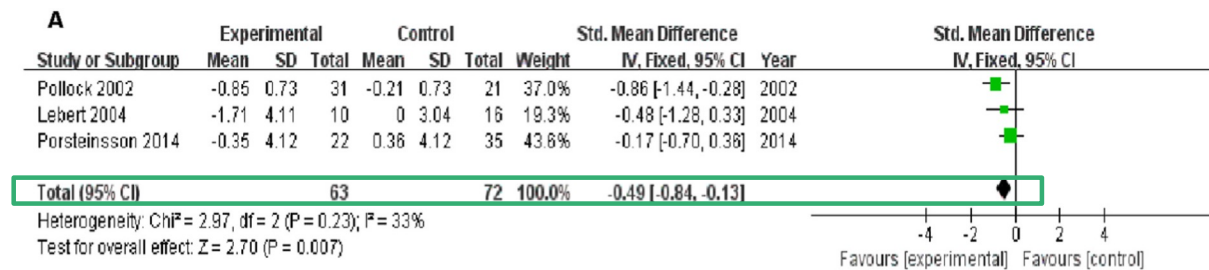 A
Experimental Control Std. Mean Difference Std. Mean Difference
Study or Subgroup Mean SD Total Mean SD Total Weight IV, Fixed, 95% CI Year IV, Fixed, 95% CI
Pollock 2002 -0.85 0.73 31 -0.21 0.73 21 37.0% -0.86 [-1.44, -0.28] 2002
Lebert 2004 -1.71 4.11 10 0 3.04 16 19.3% -0.48 [-1.28, 0.33] 2004
Porsteinsson 2014 -0.35 4.12 22 0.36 4.12 35 43.6% -0.17 [-0.70, 0.36] 2014
Total (95% CI) 63 72 100.0% -0.49 [-0.84, -0.13]
Heterogeneity: Chi² = 2.97, df = 2 (P = 0.23); I² = 33%
Test for overall effect: Z = 2.70 (P = 0.007)
-4 -2 0 2 4
Favours [experimental] Favours [control]